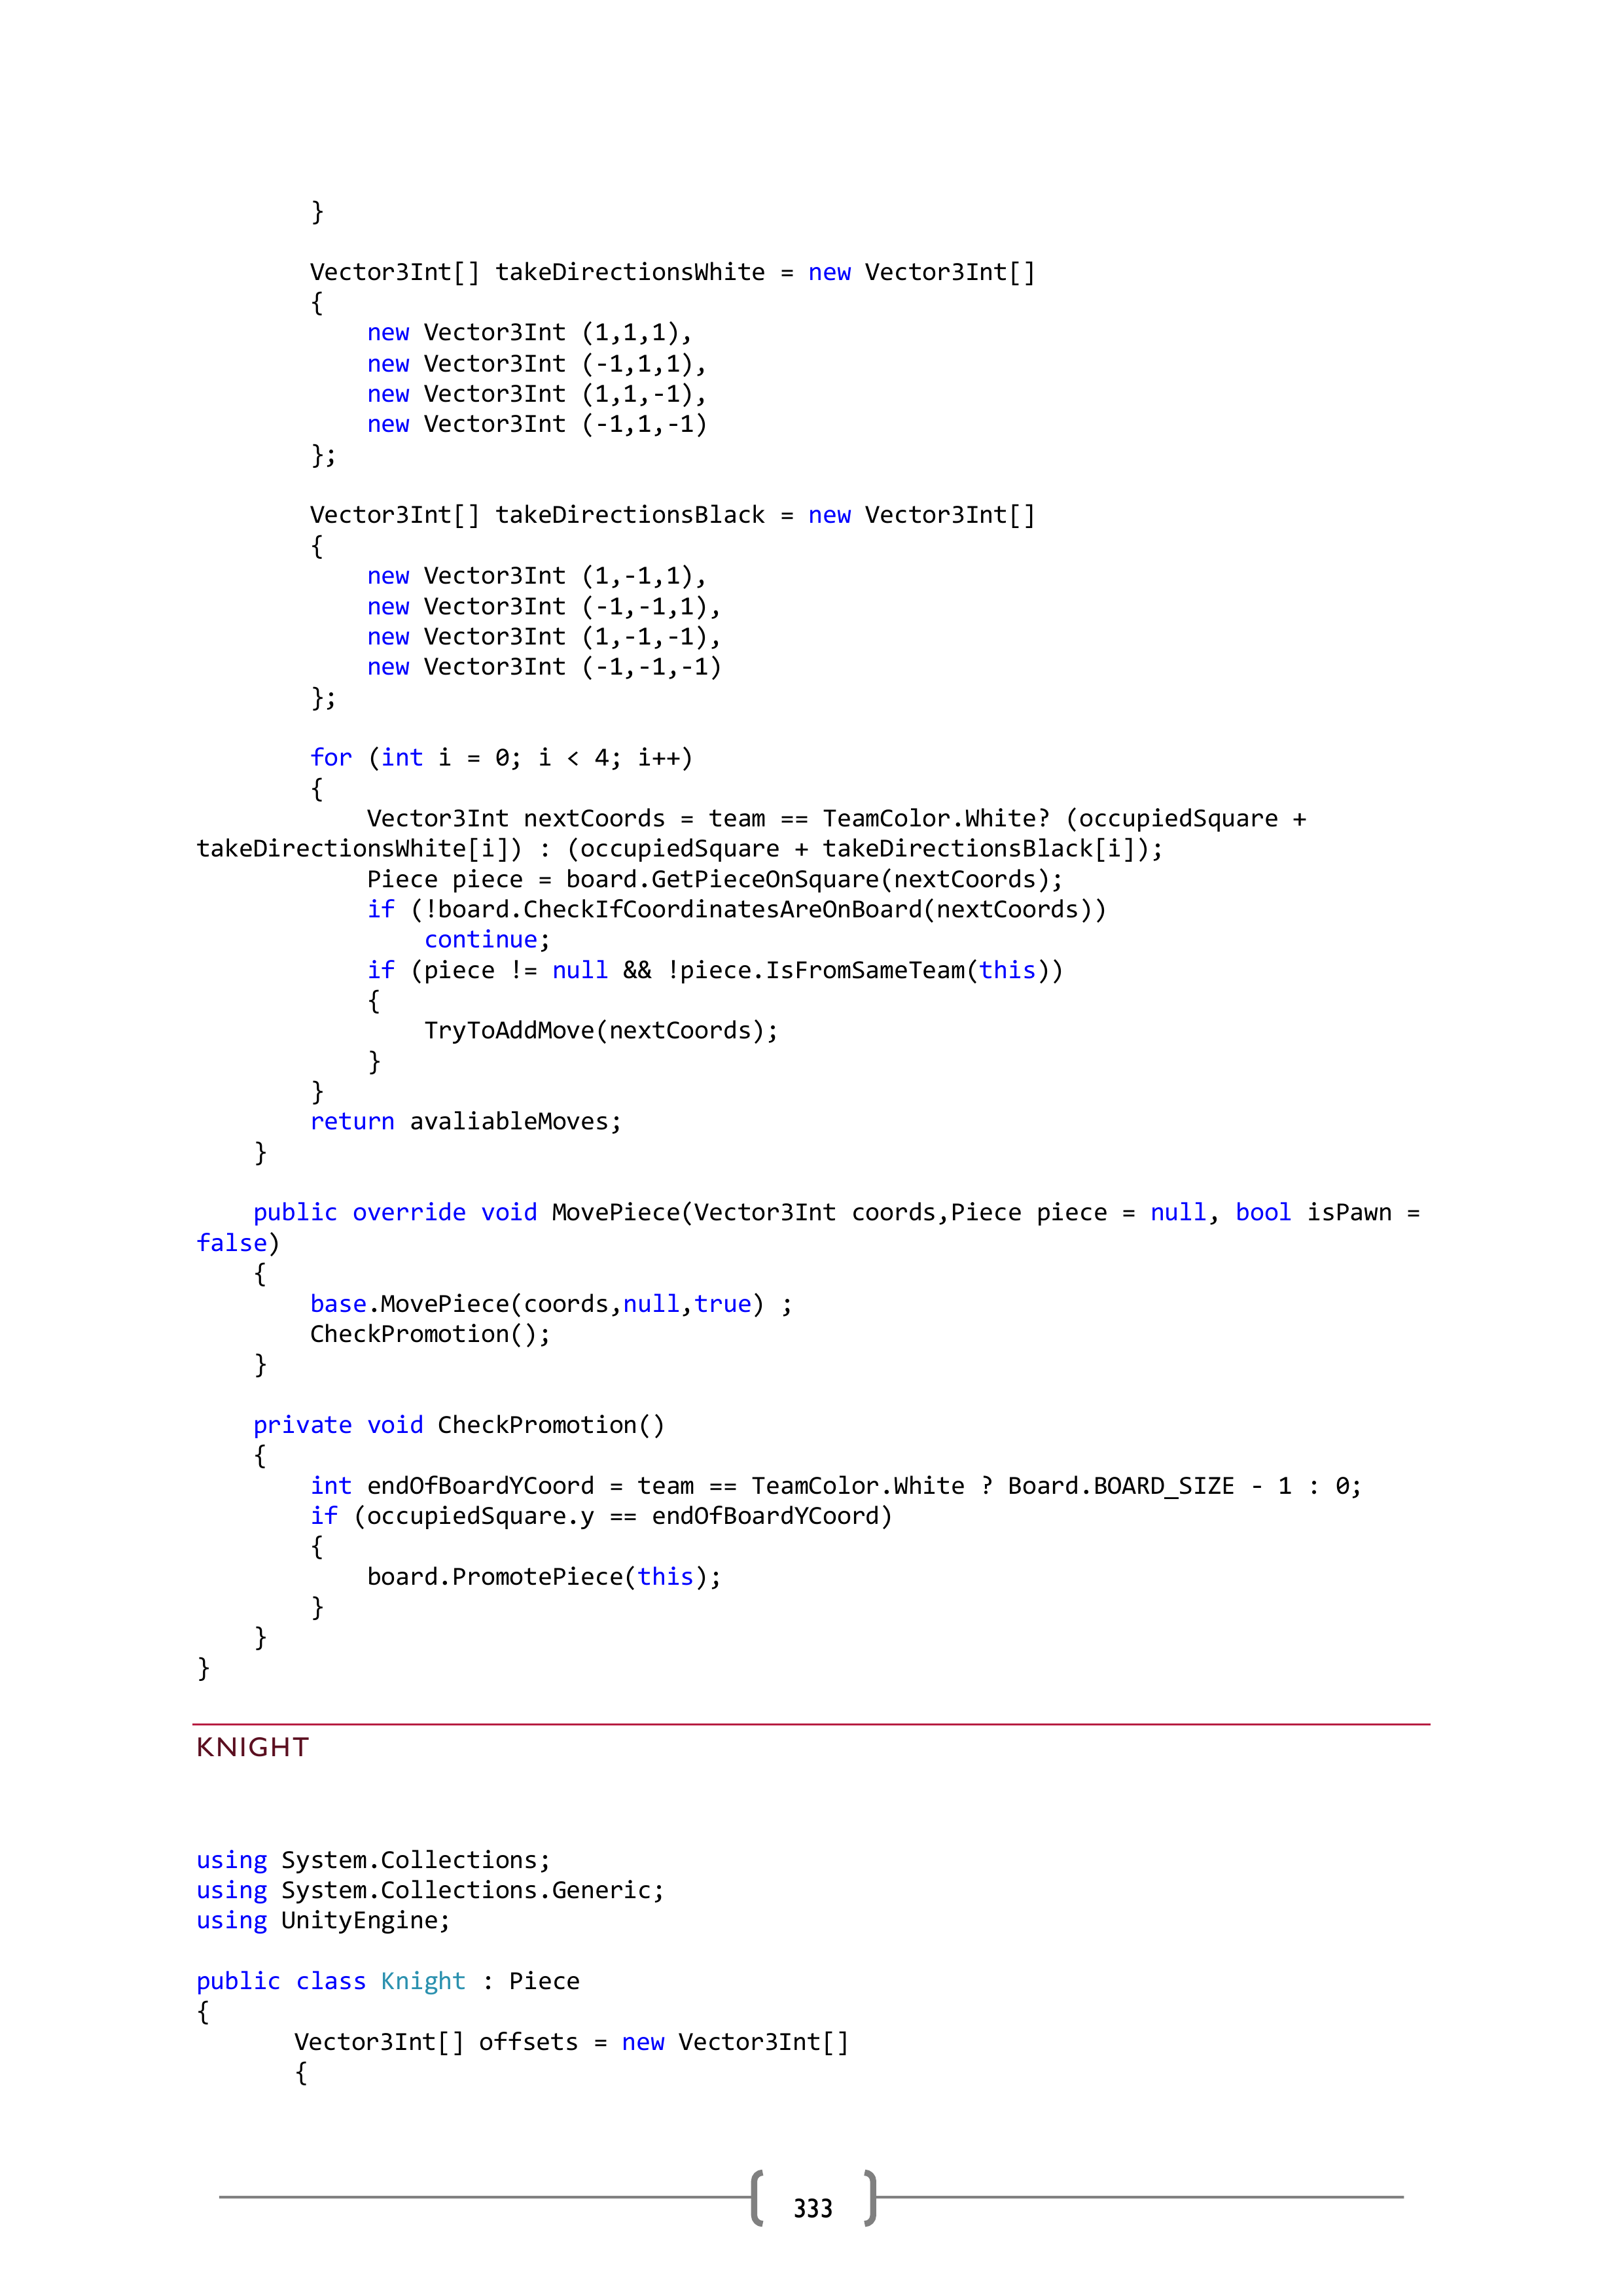 }
Vector3Int[] takeDirectionsWhite = new Vector3Int[]
{
new Vector3Int (1,1,1),
new Vector3Int (-1,1,1),
new Vector3Int (1,1,-1),
new Vector3Int (-1,1,-1)
};
Vector3Int[] takeDirectionsBlack = new Vector3Int[]
{
new Vector3Int (1,-1,1),
new Vector3Int (-1,-1,1),
new Vector3Int (1,-1,-1),
new Vector3Int (-1,-1,-1)
};
for (int i = 0; i < 4; i++)
{
Vector3Int nextCoords = team == TeamColor.White? (occupiedSquare +
takeDirectionsWhite[i]) : (occupiedSquare + takeDirectionsBlack[i]);
Piece piece = board.GetPieceOnSquare(nextCoords);
if (!board.CheckIfCoordinatesAreOnBoard(nextCoords))
continue;
if (piece != null && !piece.IsFromSameTeam(this))
{
TryToAddMove(nextCoords);
}
}
return avaliableMoves;
}
public override void MovePiece(Vector3Int coords,Piece piece = null, bool isPawn =
false)
{
base.MovePiece(coords,null,true) ;
CheckPromotion();
}
private void CheckPromotion()
{
int endOfBoardYCoord = team == TeamColor.White ? Board.BOARD_SIZE - 1 : 0;
if (occupiedSquare.y == endOfBoardYCoord)
{
board.PromotePiece(this);
}
}
}
KNIGHT
using System.Collections;
using System.Collections.Generic;
using UnityEngine;
public class Knight : Piece
{
Vector3Int[] offsets = new Vector3Int[]
{
333